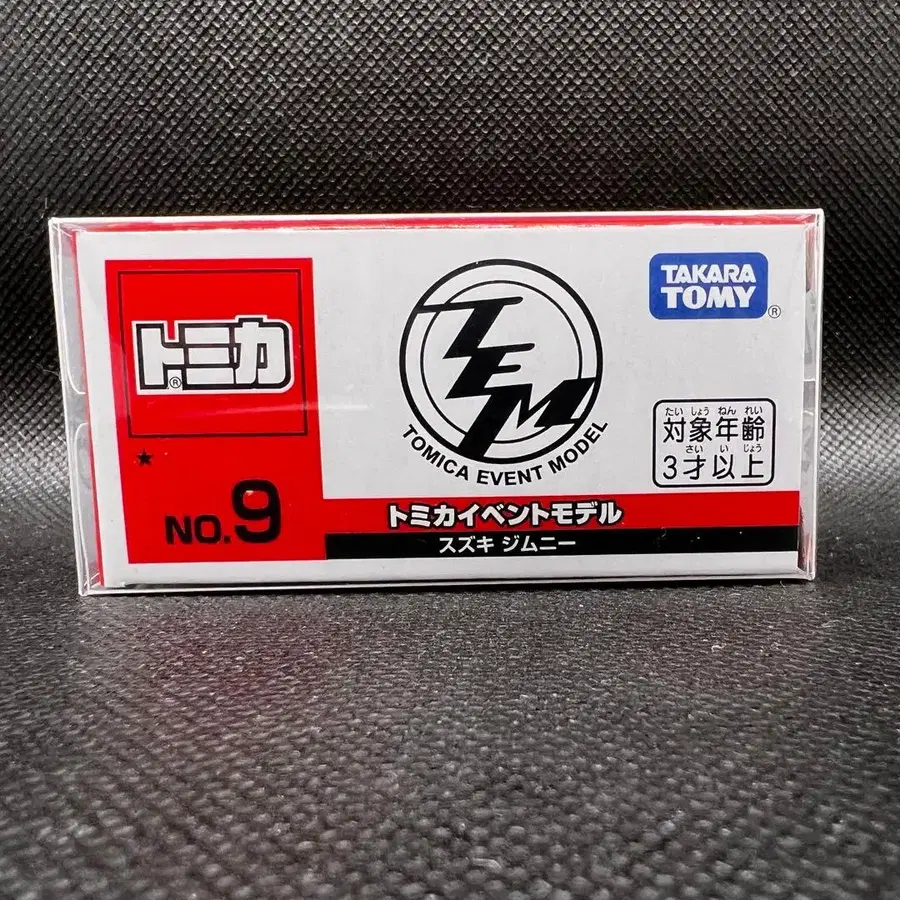 トミカ
®
★
NO.9
TEM
TOMICA EVENT MODEL
TAKARA
TOMY
®
たいしょうねんれい
対象年齢
さいいじょう
3才以上
トミカイベントモデル
スズキ ジムニー